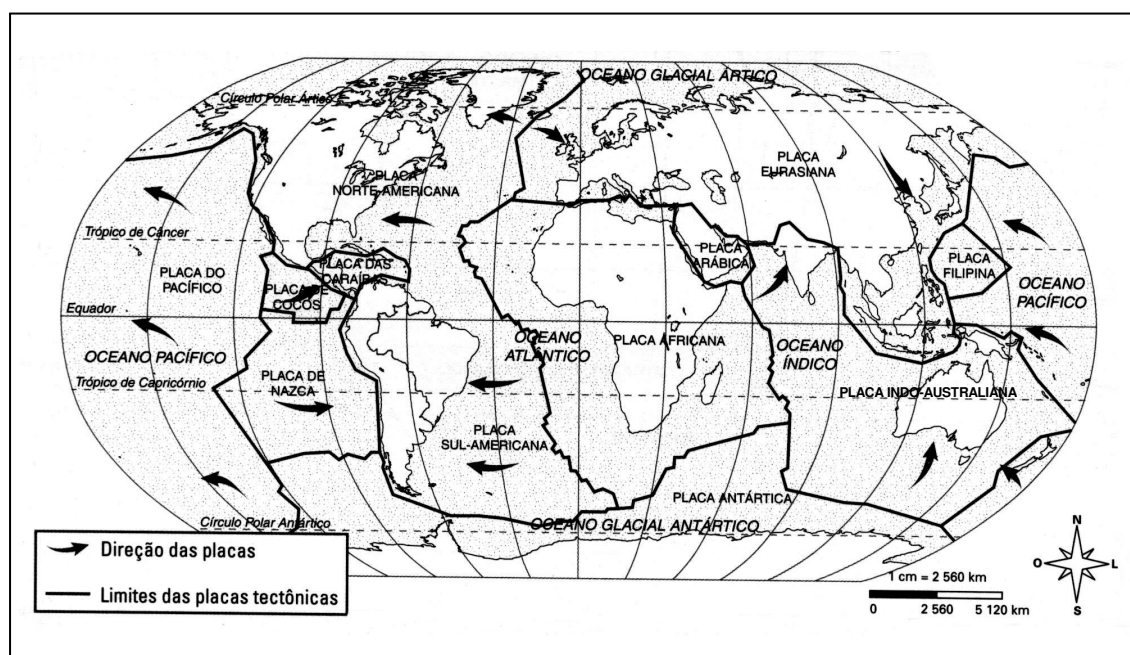 OCEANO GLACIAL ÁRTICO
Círculo Polar Ártico
PLACA
NORTE-AMERICANA
PLACA
EURASIANA
Trópico de Câncer
PLACA DAS
CARAÍBAS
PLACA
ARÁBICA
PLACA
FILIPINA
PLACA DO
PACÍFICO
PLACA DE
COCOS
OCEANO
PACÍFICO
Equador
OCEANO
ATLÂNTICO
PLACA AFRICANA
OCEANO
ÍNDICO
OCEANO PACÍFICO
PLACA DE
NAZCA
Trópico de Capricórnio
PLACA INDO-AUSTRALIANA
PLACA
SUL-AMERICANA
PLACA ANTÁRTICA
Círculo Polar Antártico
OCEANO GLACIAL ANTÁRTICO
Direção das placas
Limites das placas tectônicas
1 cm = 2 560 km
0 2 560 5 120 km
N
O L
S